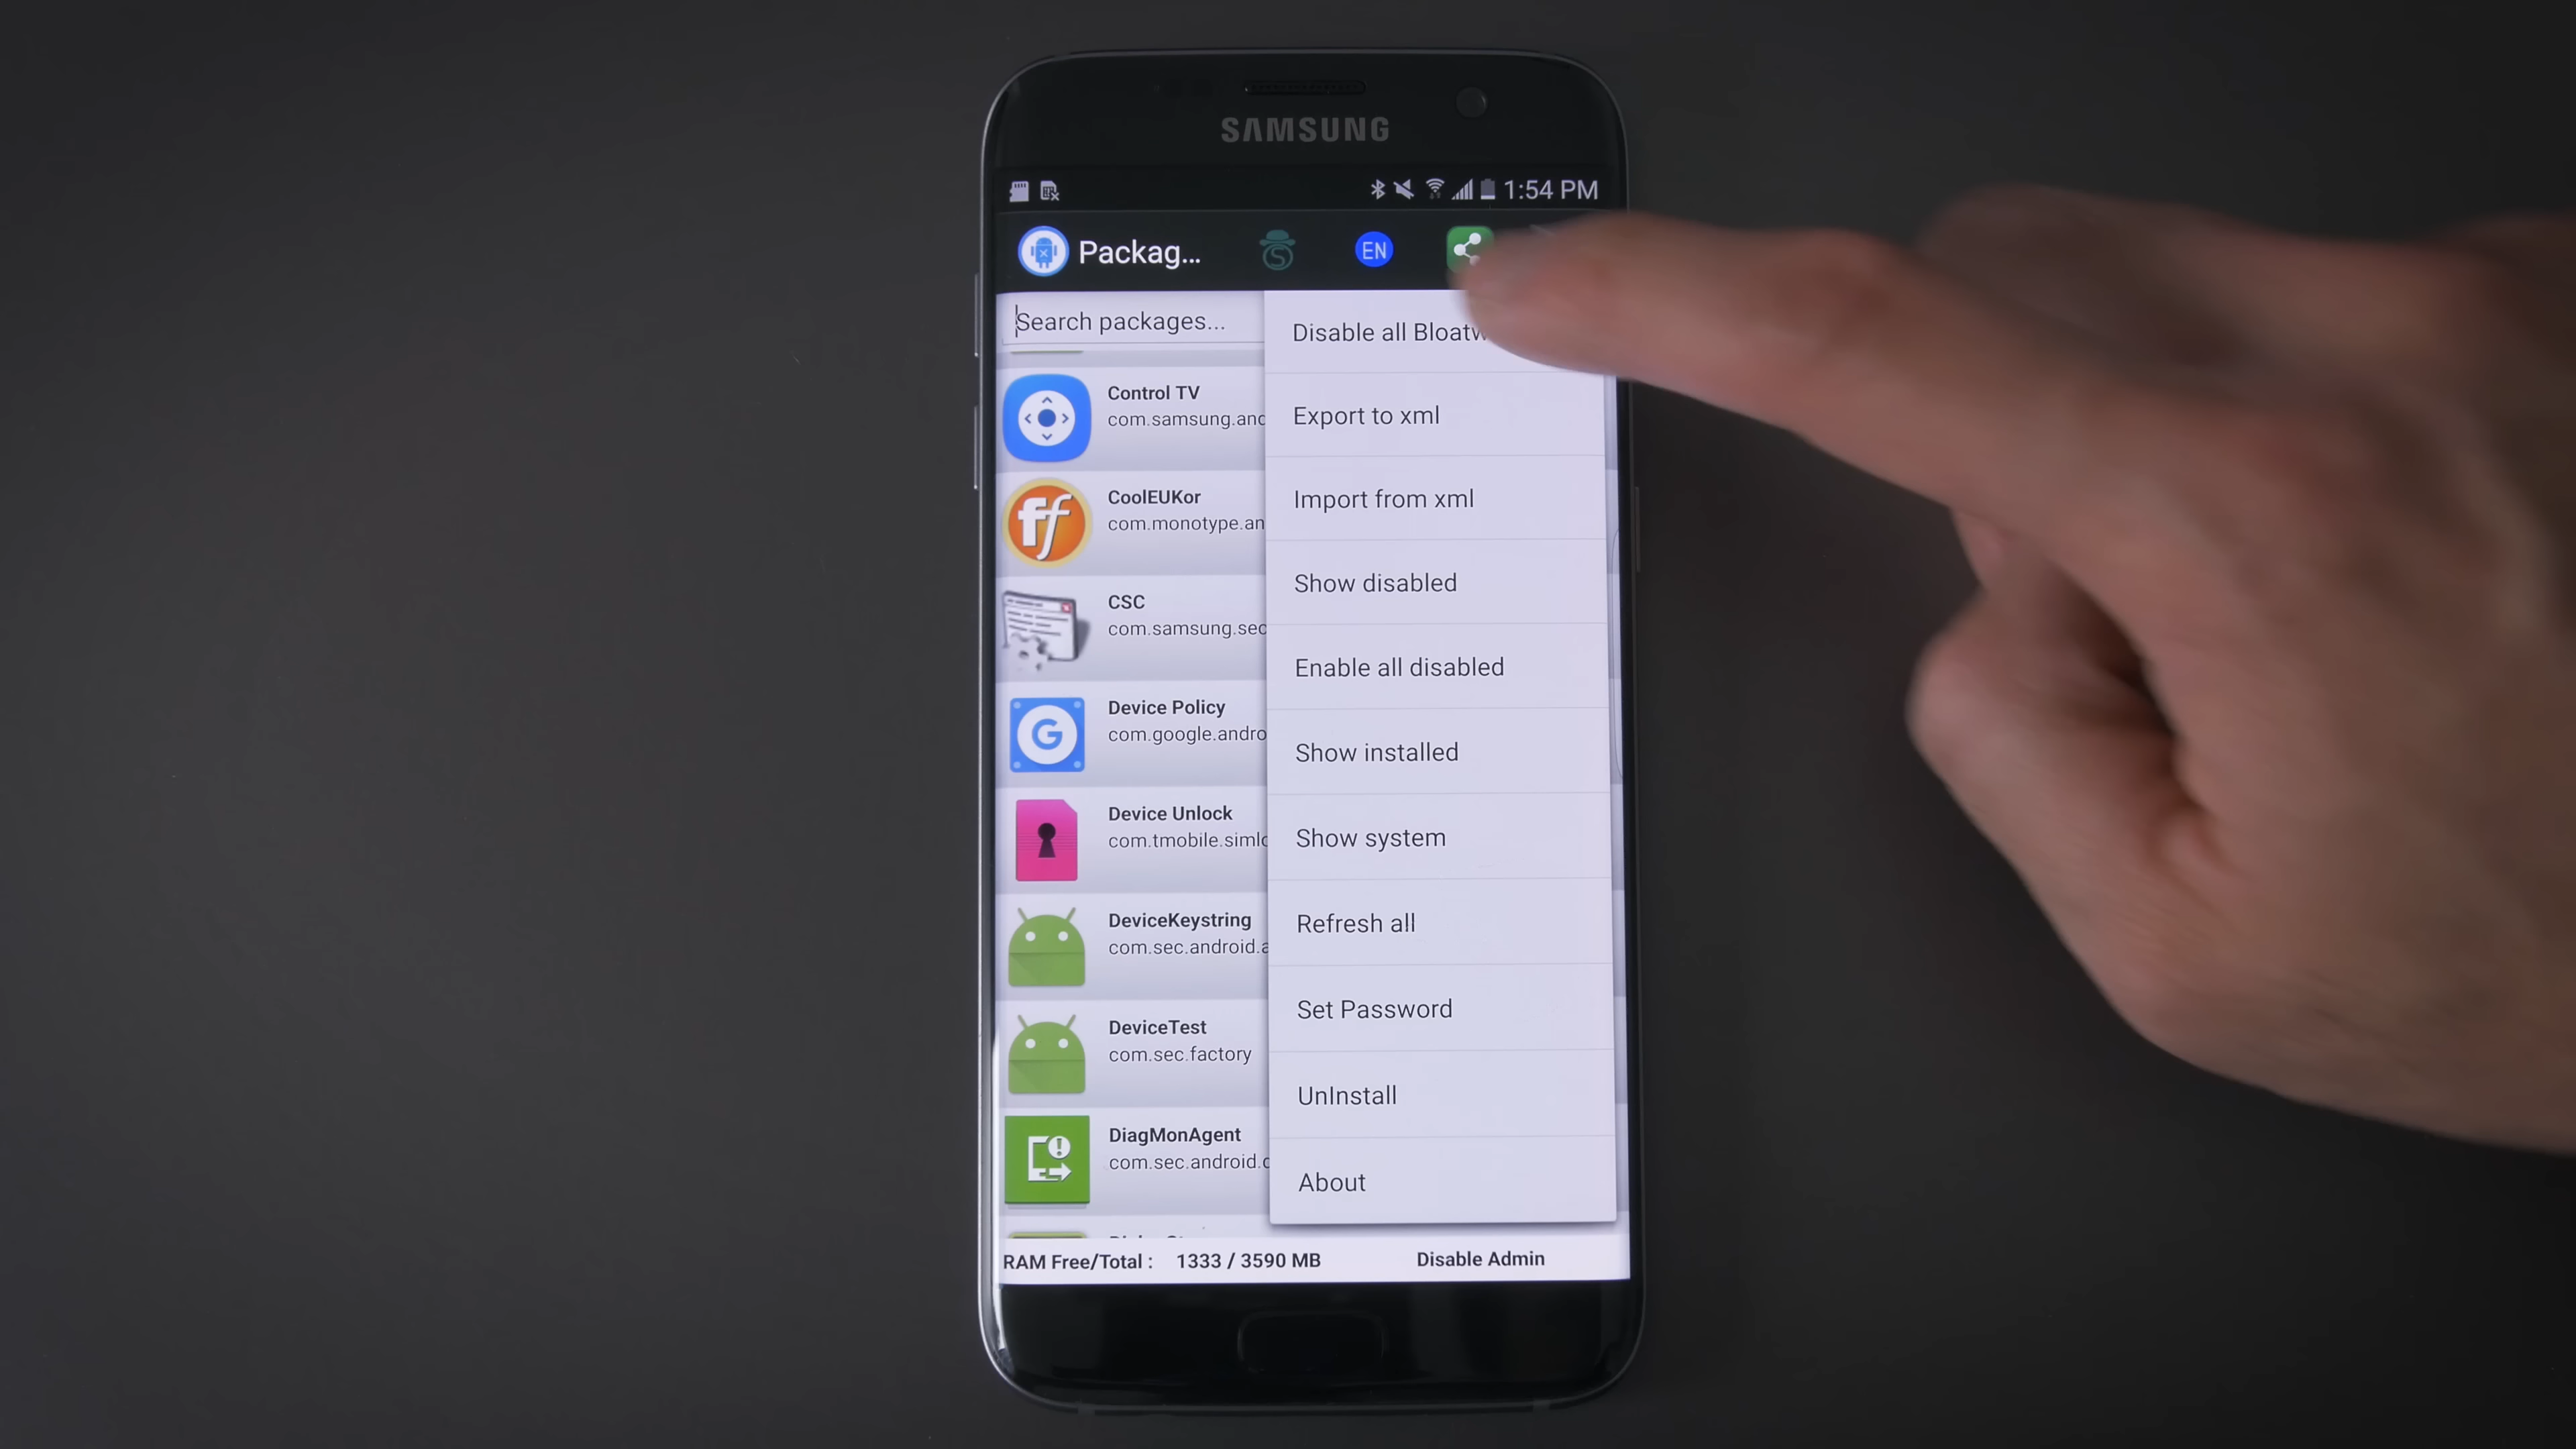 SAMSUNG
1:54 PM
Packag...
EN
Search packages...
Disable all
Control TV
com.samsung.and
Export to xml
CoolEUKor
com.monotype.an
Import from xml
CSC
com.samsung.sec
Show disabled
Enable all disabled
Device Policy
com.google.andro
Show installed
Device Unlock
com.tmobile.simlo
Show system
DeviceKeystring
com.sec.android.a
Refresh all
DeviceTest
com.sec.factory
Set Password
UnInstall
DiagMonAgent
com.sec.android.
About
RAM Free/Total : 1333 / 3590 MB
Disable Admin